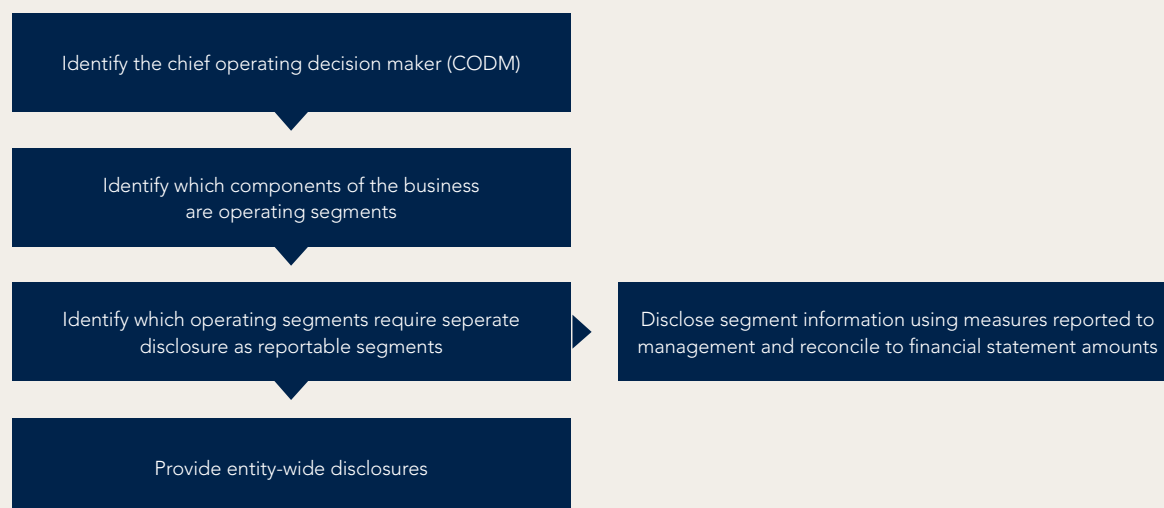 Identify the chief operating decision maker (CODM)
Identify which components of the business
are operating segments
Identify which operating segments require seperate
disclosure as reportable segments
Disclose segment information using measures reported to
management and reconcile to financial statement amounts
Provide entity-wide disclosures